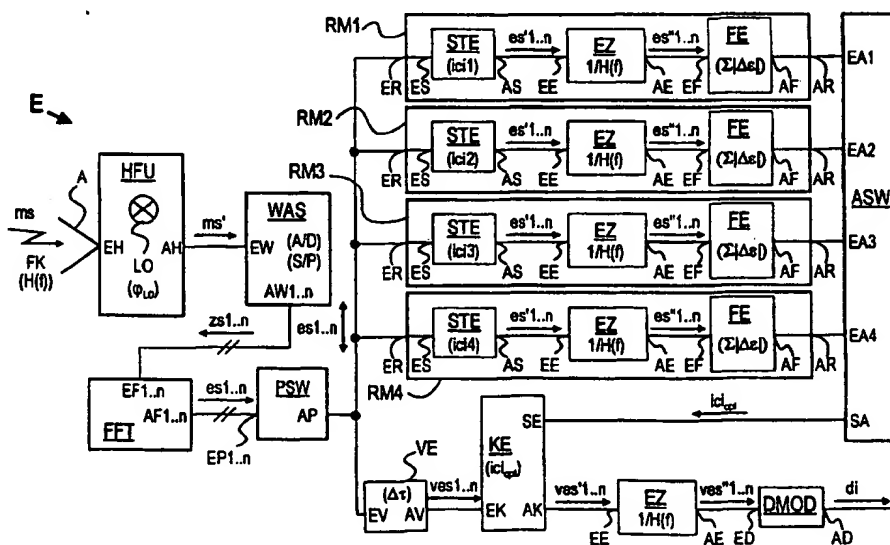 RM1
STE
(ici1)
es'1..n
EZ
1/H(f)
es"1..n
FE
(Σ|Δε|)
ER
ES
AS
EE
AE
EF
AF
AR
EA1
RM2
STE
(ici2)
es'1..n
EZ
1/H(f)
es"1..n
FE
(Σ|Δε|)
ER
ES
AS
EE
AE
EF
AF
AR
EA2
RM3
STE
(ici3)
es'1..n
EZ
1/H(f)
es"1..n
FE
(Σ|Δε|)
ER
ES
AS
EE
AE
EF
AF
AR
EA3
RM4
STE
(ici4)
es'1..n
EZ
1/H(f)
es"1..n
FE
(Σ|Δε|)
ER
ES
AS
EE
AE
EF
AF
AR
EA4
ASW
SA
E
A
ms
FK
(H(f))
HFU
EH
AH
LO
(φLO)
ms'
WAS
EW
(A/D)
(S/P)
AW1..n
zs1..n
es1..n
EF1..n
AF1..n
FFT
es1..n
PSW
AP
EP1..n
VE
(Δτ)
EV
AV
ves1..n
KE
(iciopt)
SE
EK
AK
iciopt
ves'1..n
EZ
1/H(f)
EE
AE
ves"1..n
ED
DMOD
AD
di